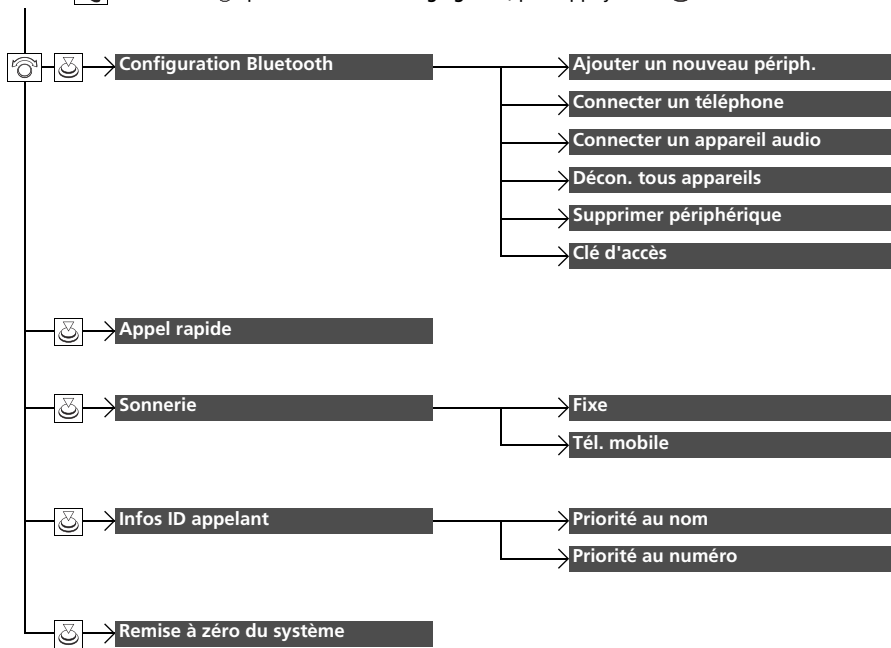 Configuration Bluetooth
Ajouter un nouveau périph.
Connecter un téléphone
Connecter un appareil audio
Décon. tous appareils
Supprimer périphérique
Clé d'accès
Appel rapide
Sonnerie
Fixe
Tél. mobile
Infos ID appelant
Priorité au nom
Priorité au numéro
Remise à zéro du système